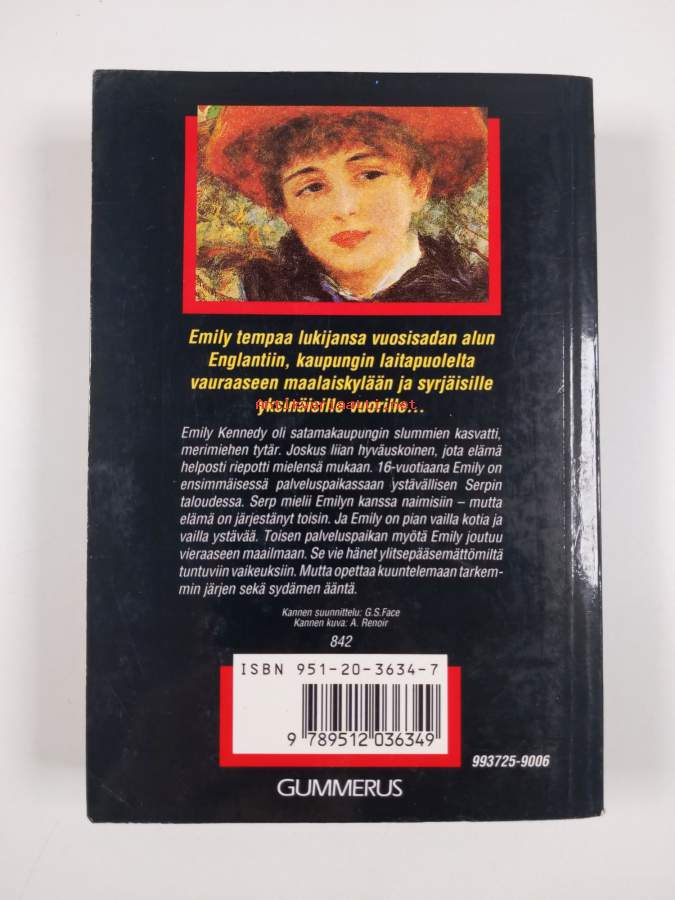 Emily tempaa lukijansa vuosisadan alun
Englantiin, kaupungin laitapuolelta
vauraaseen maalaiskylään ja syrjäisille
yksinäisille vuorille...
Emily Kennedy oli satamakaupungin slummien kasvatti,
merimiehen tytär. Joskus liian hyväuskoinen, jota elämä
helposti riepotti mielensä mukaan. 16-vuotiaana Emily on
ensimmäisessä palveluspaikassaan ystävällisen Serpin
taloudessa. Serp mielii Emilyn kanssa naimisiin – mutta
elämä on järjestänyt toisin. Ja Emily on pian vailla kotia ja
vailla ystävää. Toisen palveluspaikan myötä Emily joutuu
vieraaseen maailmaan. Se vie hänet ylitsepääsemättömiltä
tuntuviin vaikeuksiin. Mutta opettaa kuuntelemaan tarkem-
min järjen sekä sydämen ääntä.
Kannen suunnittelu: G.S.Face
Kannen kuva: A. Renoir
842
ISBN 951-20-3634-7
9 789512 036349
993725-9006
GUMMERUS